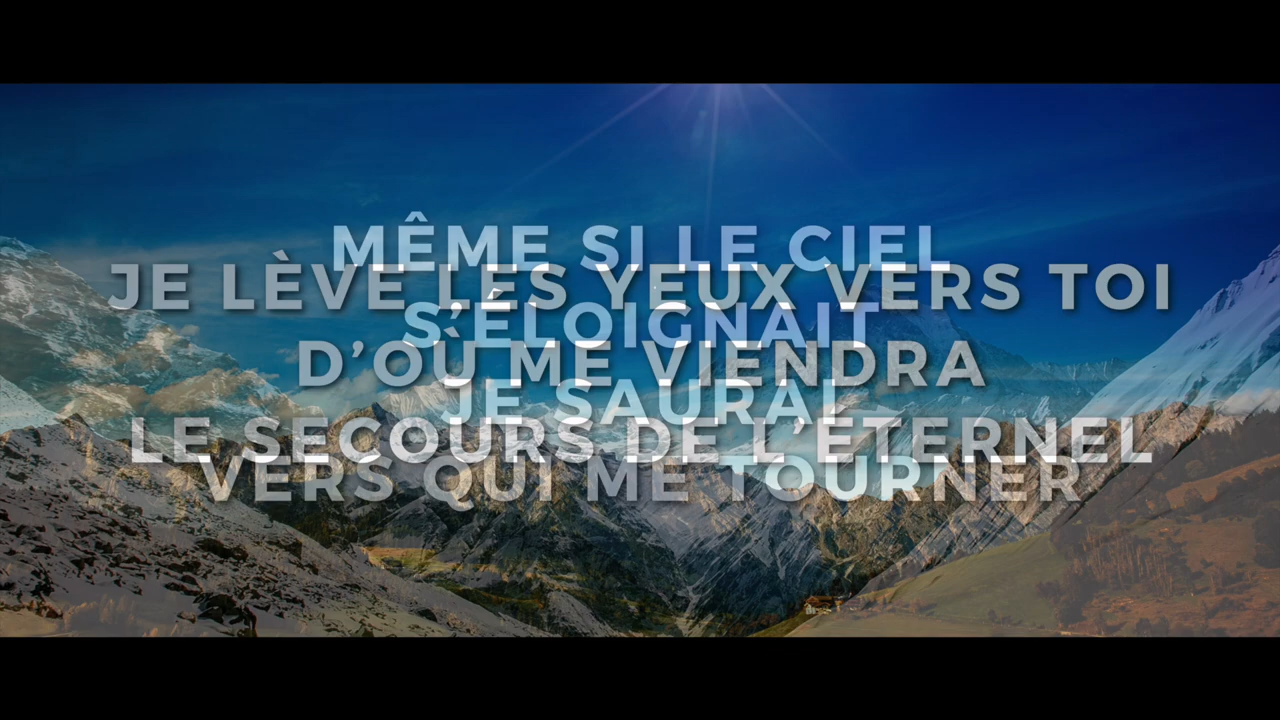 MÊME SI LE CIEL
JE LÈVE LES YEUX VERS TOI
S'ÉLOIGNAIT
D'OÙ ME VIENDRA
JE SAURAI
LE SECOURS DE L'ÉTERNEL
VERS QUI ME TOURNER